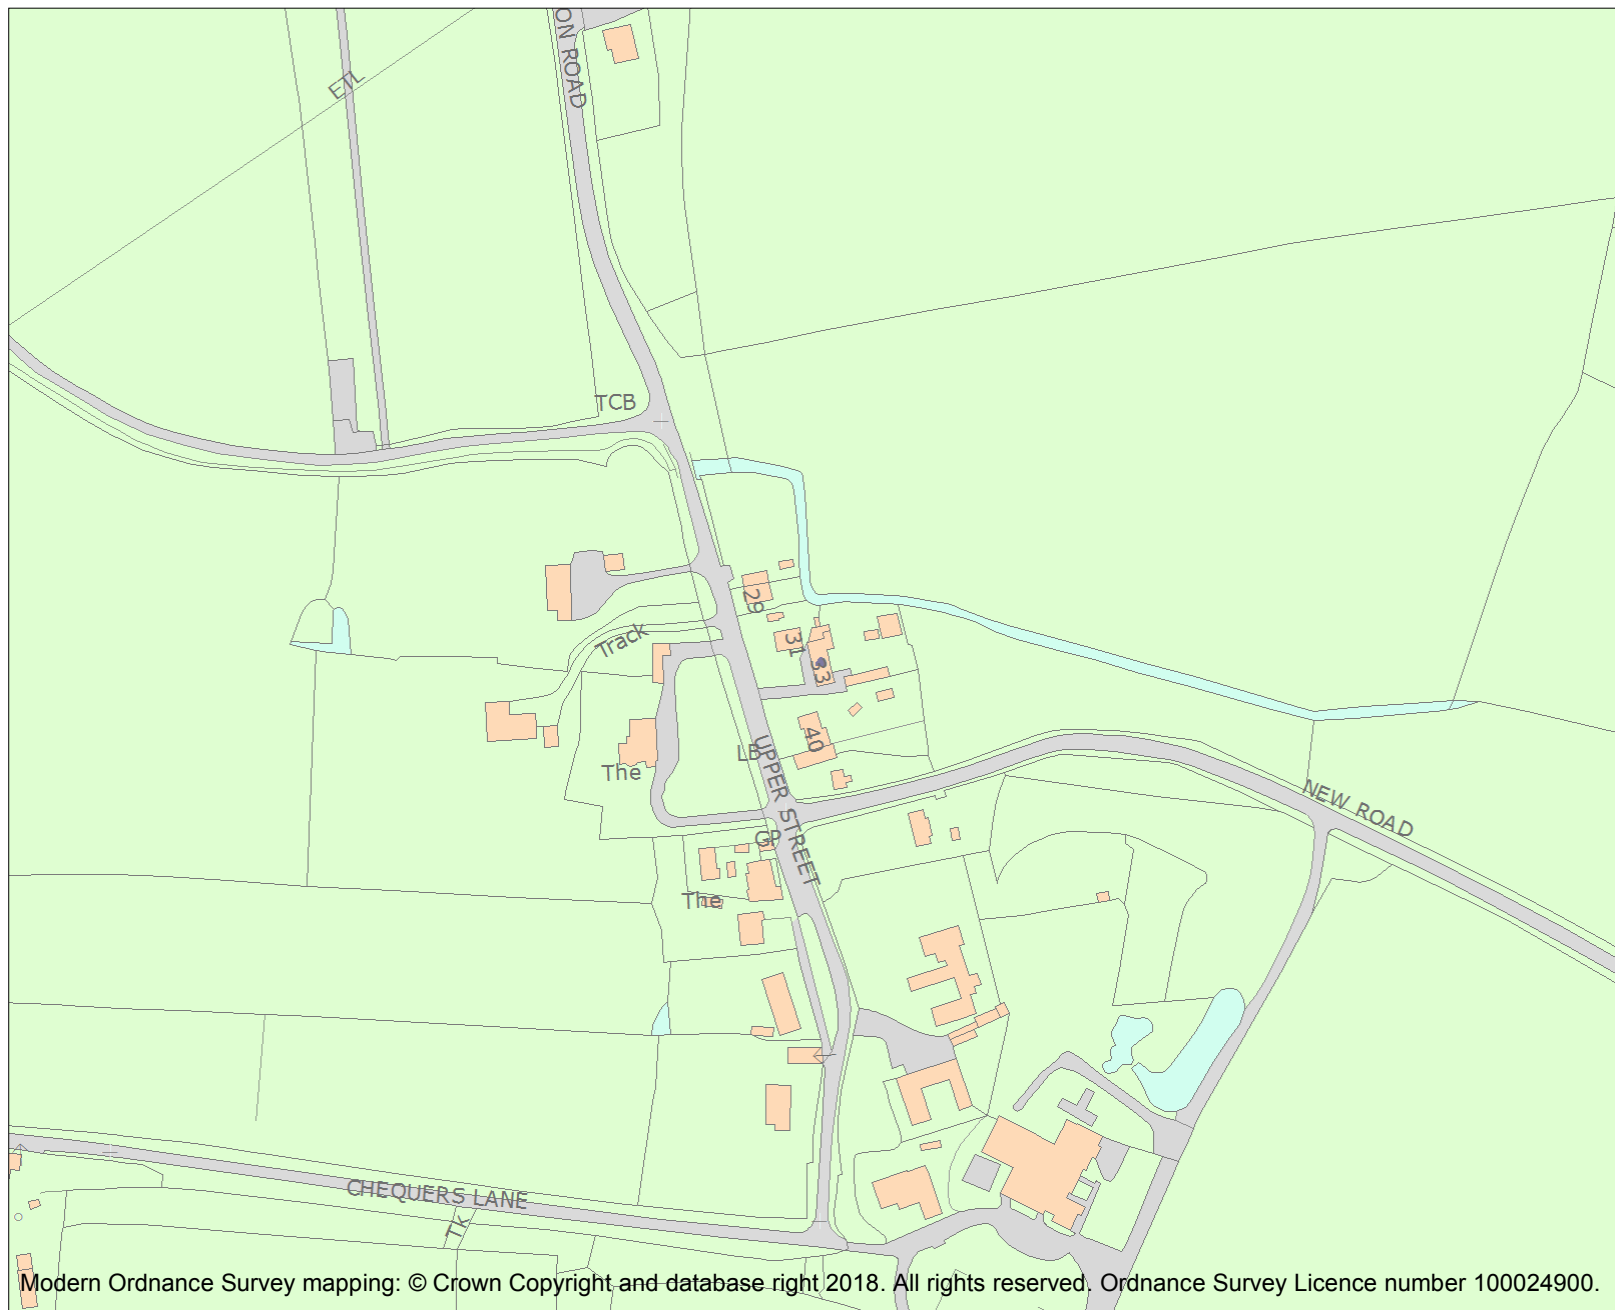 ON ROAD
ETL
TCB
29
Track
31
33
40
LB
UPPER STREET
The
NEW ROAD
GP
The
CHEQUERS LANE
Tk
Modern Ordnance Survey mapping: © Crown Copyright and database right 2018. All rights reserved. Ordnance Survey Licence number 100024900.